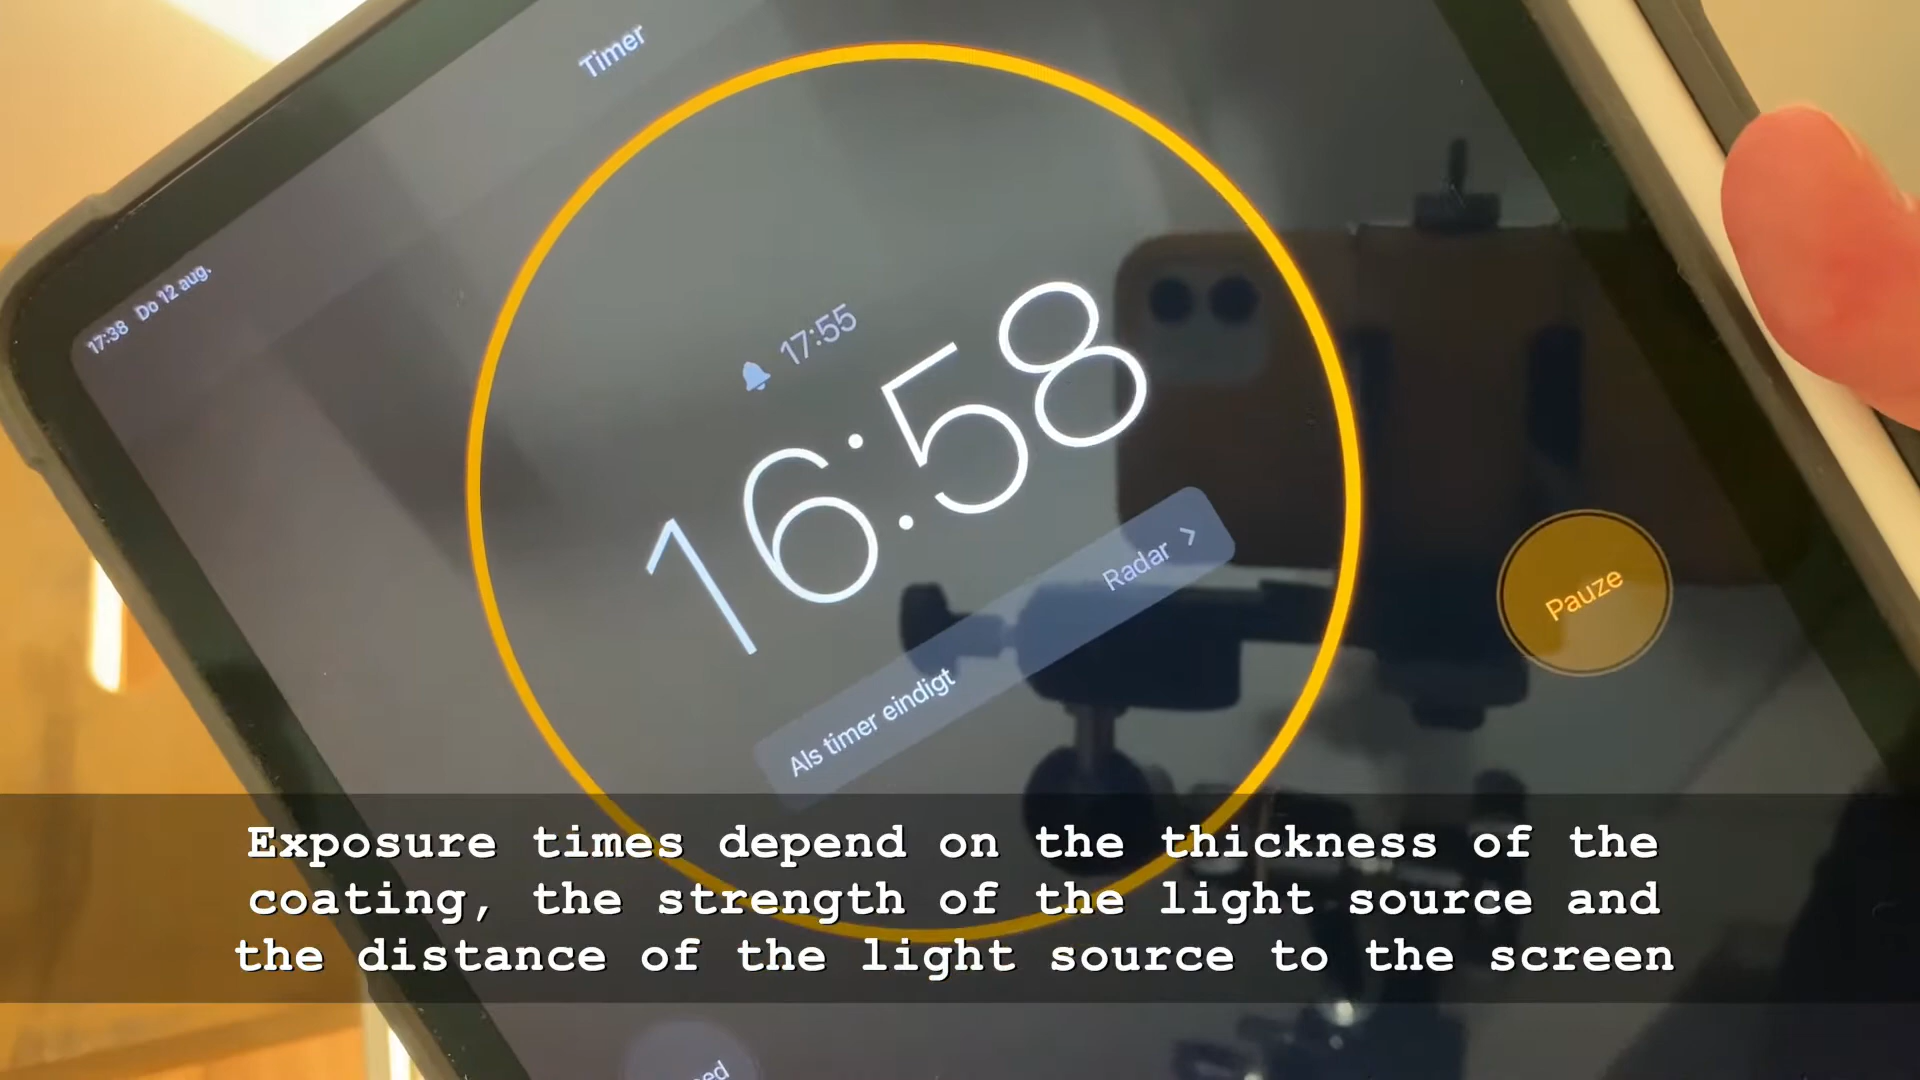 Timer
17:38 Do 12 aug.
17:55
16:58
Als timer eindigt Radar
Pauze
Exposure times depend on the thickness of the
coating, the strength of the light source and
the distance of the light source to the screen